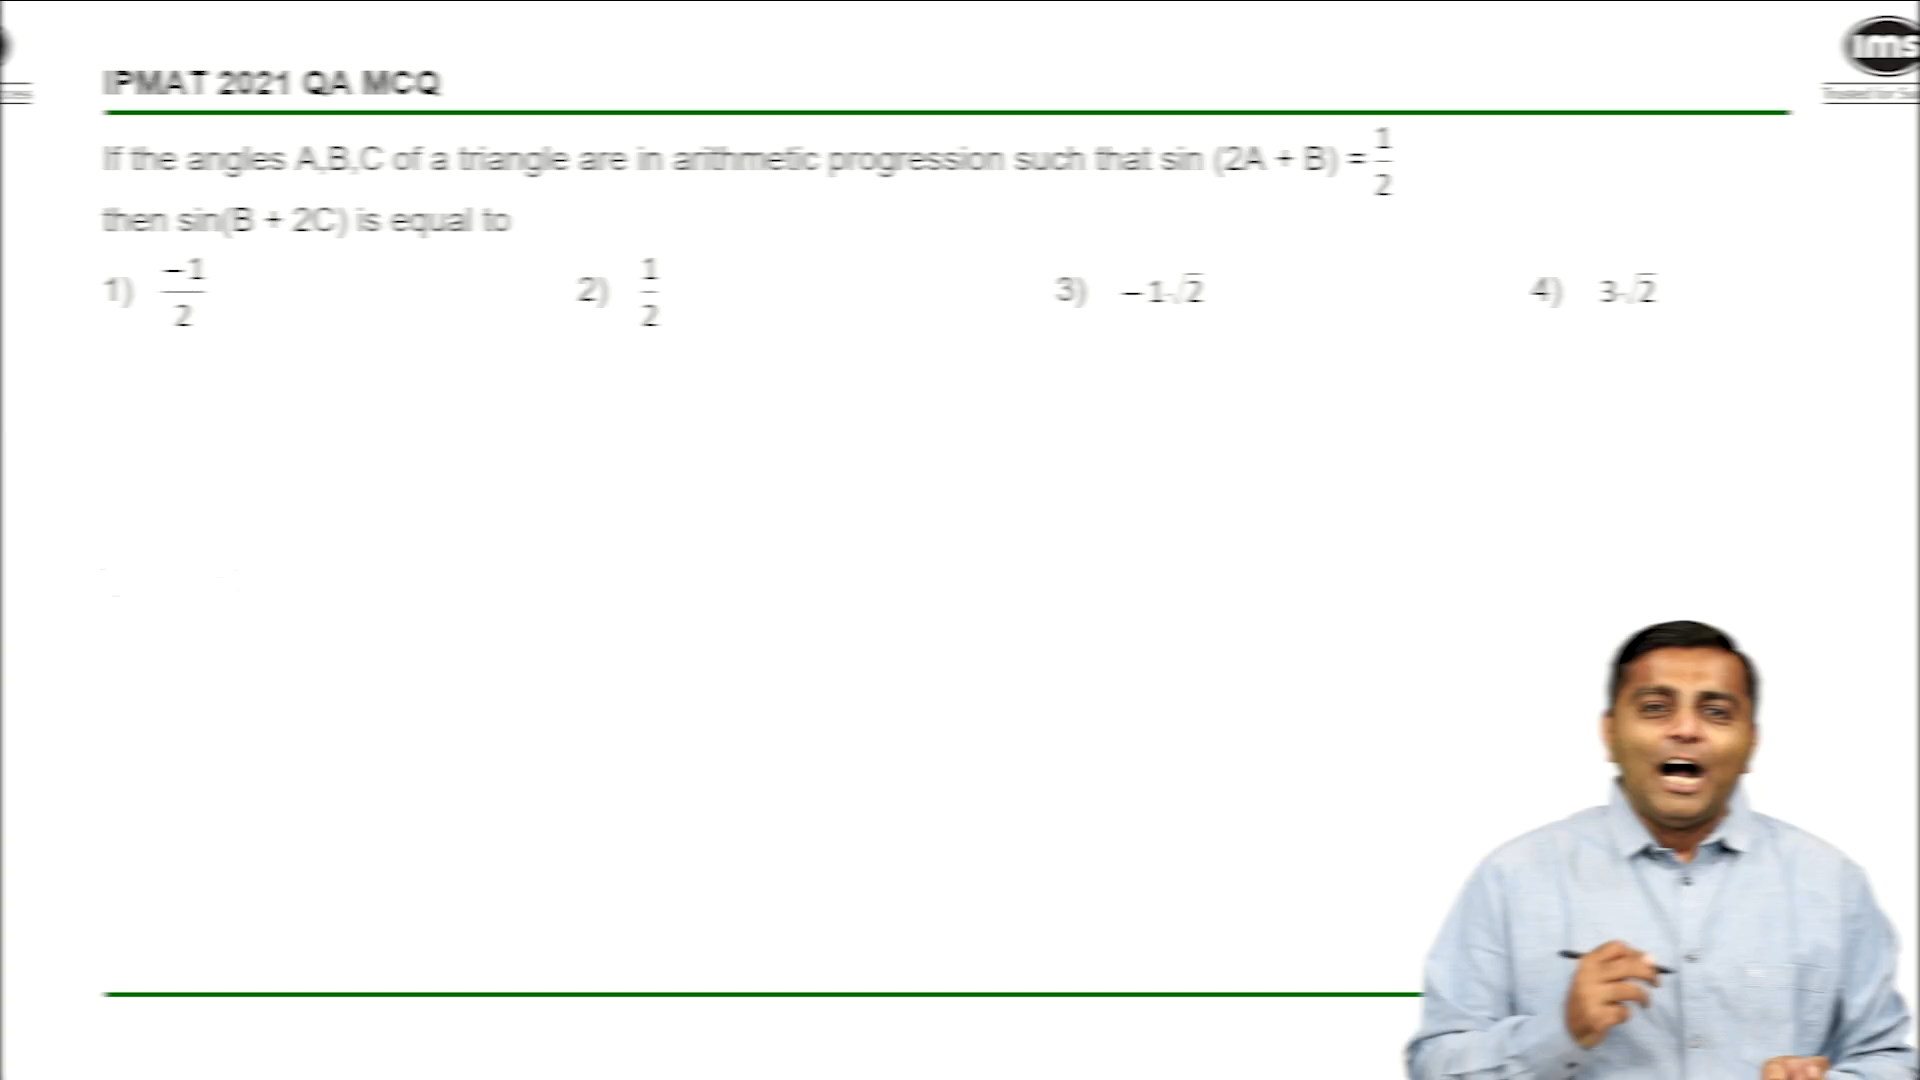 ims
IPMAT 2021 QA MCQ
If the angles A,B,C of a triangle are in arithmetic progression such that sin (2A + B) = 1/2
then sin(B + 2C) is equal to
1) −1/2 2) 1/2 3) −1√2 4) 3√2